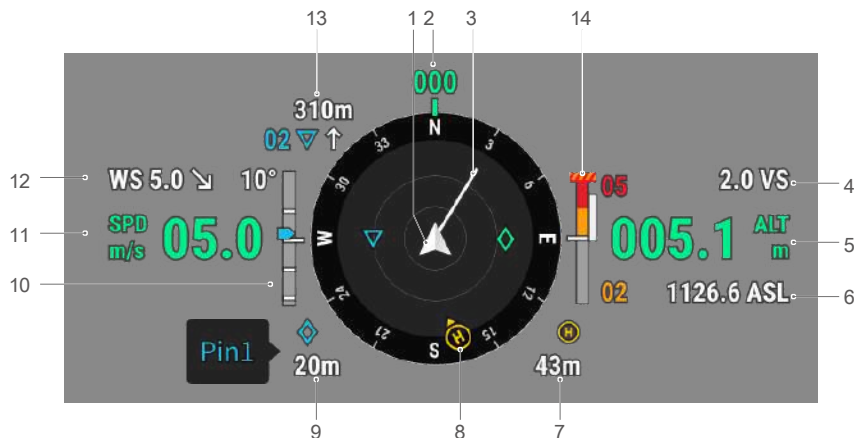 13 1 2 3 14
000
310m
02
N
33 3
12 WS 5.0 10° 30 6 05 2.0 VS 4
11 SPD m/s 05.0 W E 005.1 ALT m 5
10 24 12 02 1126.6 ASL 6
21 15
H H
Pin1 S
20m 43m
9 8 7